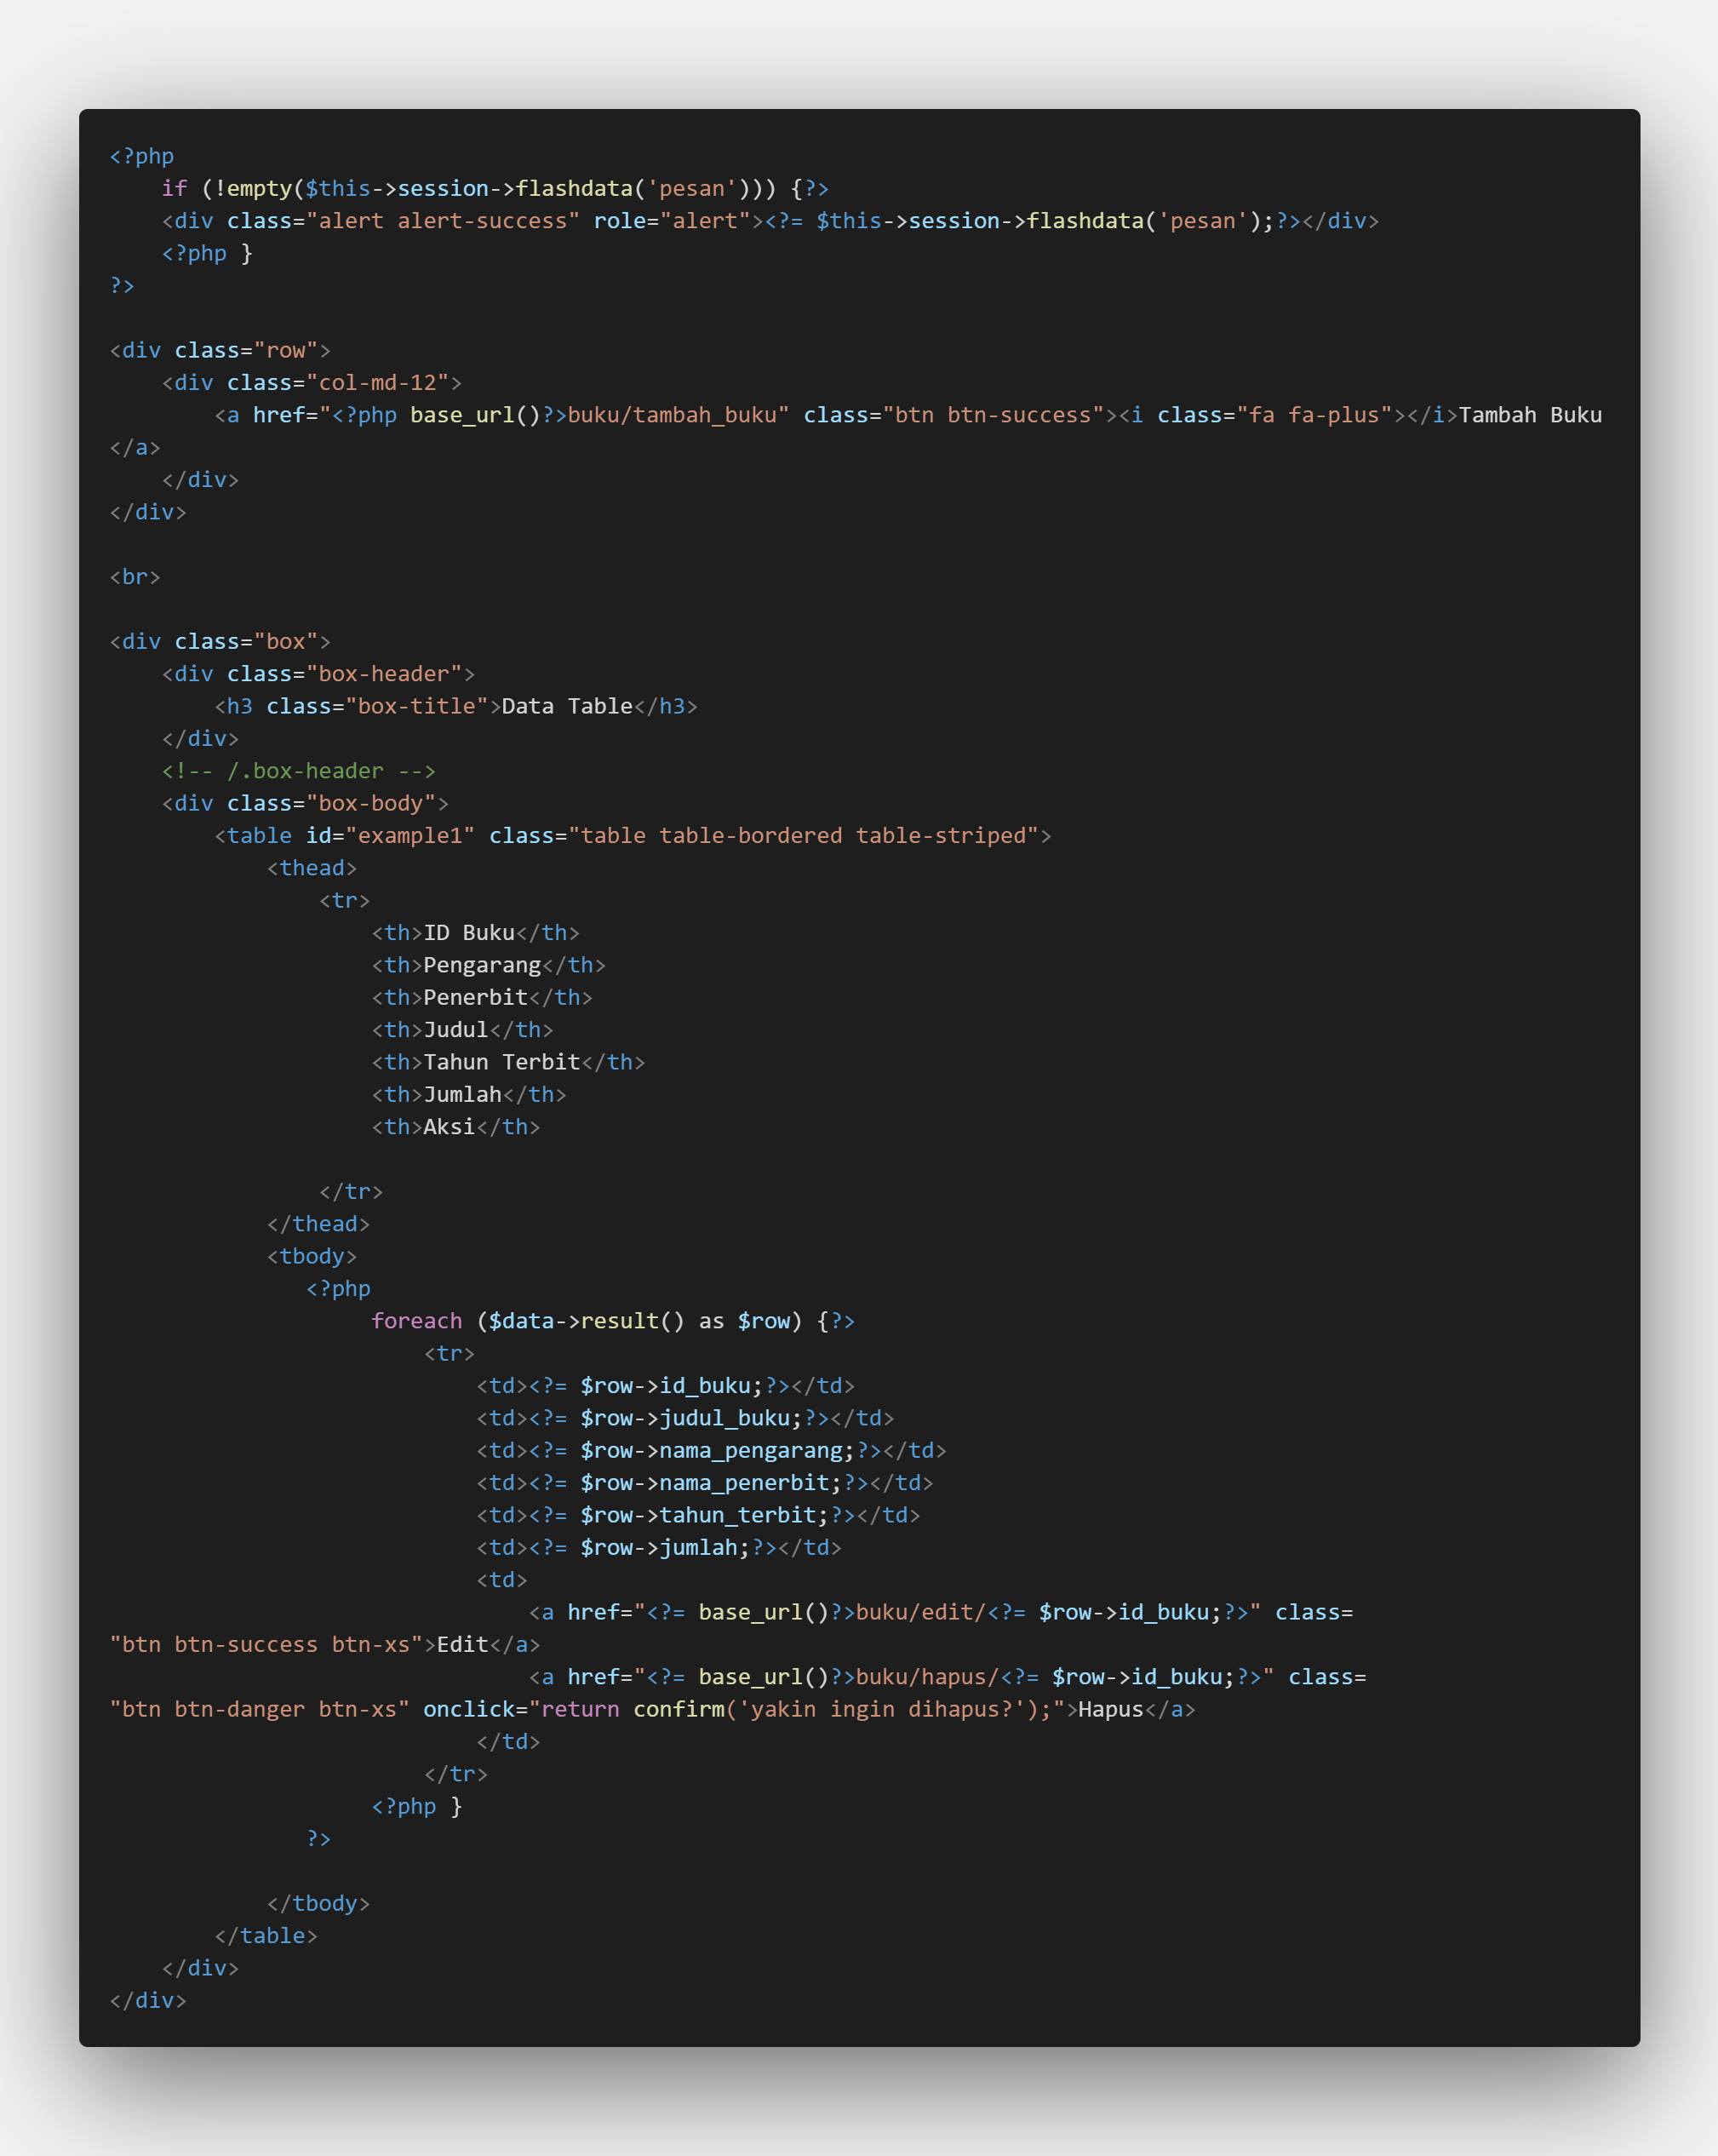 <?php
    if (!empty($this->session->flashdata('pesan'))) {?>
    <div class="alert alert-success" role="alert"><?= $this->session->flashdata('pesan');?></div>
    <?php }
?>

<div class="row">
    <div class="col-md-12">
        <a href="<?php base_url()?>buku/tambah_buku" class="btn btn-success"><i class="fa fa-plus"></i>Tambah Buku
</a>
    </div>
</div>

<br>

<div class="box">
    <div class="box-header">
        <h3 class="box-title">Data Table</h3>
    </div>
    <!-- /.box-header -->
    <div class="box-body">
        <table id="example1" class="table table-bordered table-striped">
            <thead>
                <tr>
                    <th>ID Buku</th>
                    <th>Pengarang</th>
                    <th>Penerbit</th>
                    <th>Judul</th>
                    <th>Tahun Terbit</th>
                    <th>Jumlah</th>
                    <th>Aksi</th>

                </tr>
            </thead>
            <tbody>
               <?php
                    foreach ($data->result() as $row) {?>
                        <tr>
                            <td><?= $row->id_buku;?></td>
                            <td><?= $row->judul_buku;?></td>
                            <td><?= $row->nama_pengarang;?></td>
                            <td><?= $row->nama_penerbit;?></td>
                            <td><?= $row->tahun_terbit;?></td>
                            <td><?= $row->jumlah;?></td>
                            <td>
                                <a href="<?= base_url()?>buku/edit/<?= $row->id_buku;?>" class=
"btn btn-success btn-xs">Edit</a>
                                <a href="<?= base_url()?>buku/hapus/<?= $row->id_buku;?>" class=
"btn btn-danger btn-xs" onclick="return confirm('yakin ingin dihapus?');">Hapus</a>
                            </td>
                        </tr>
                    <?php }
               ?>

            </tbody>
        </table>
    </div>
</div>